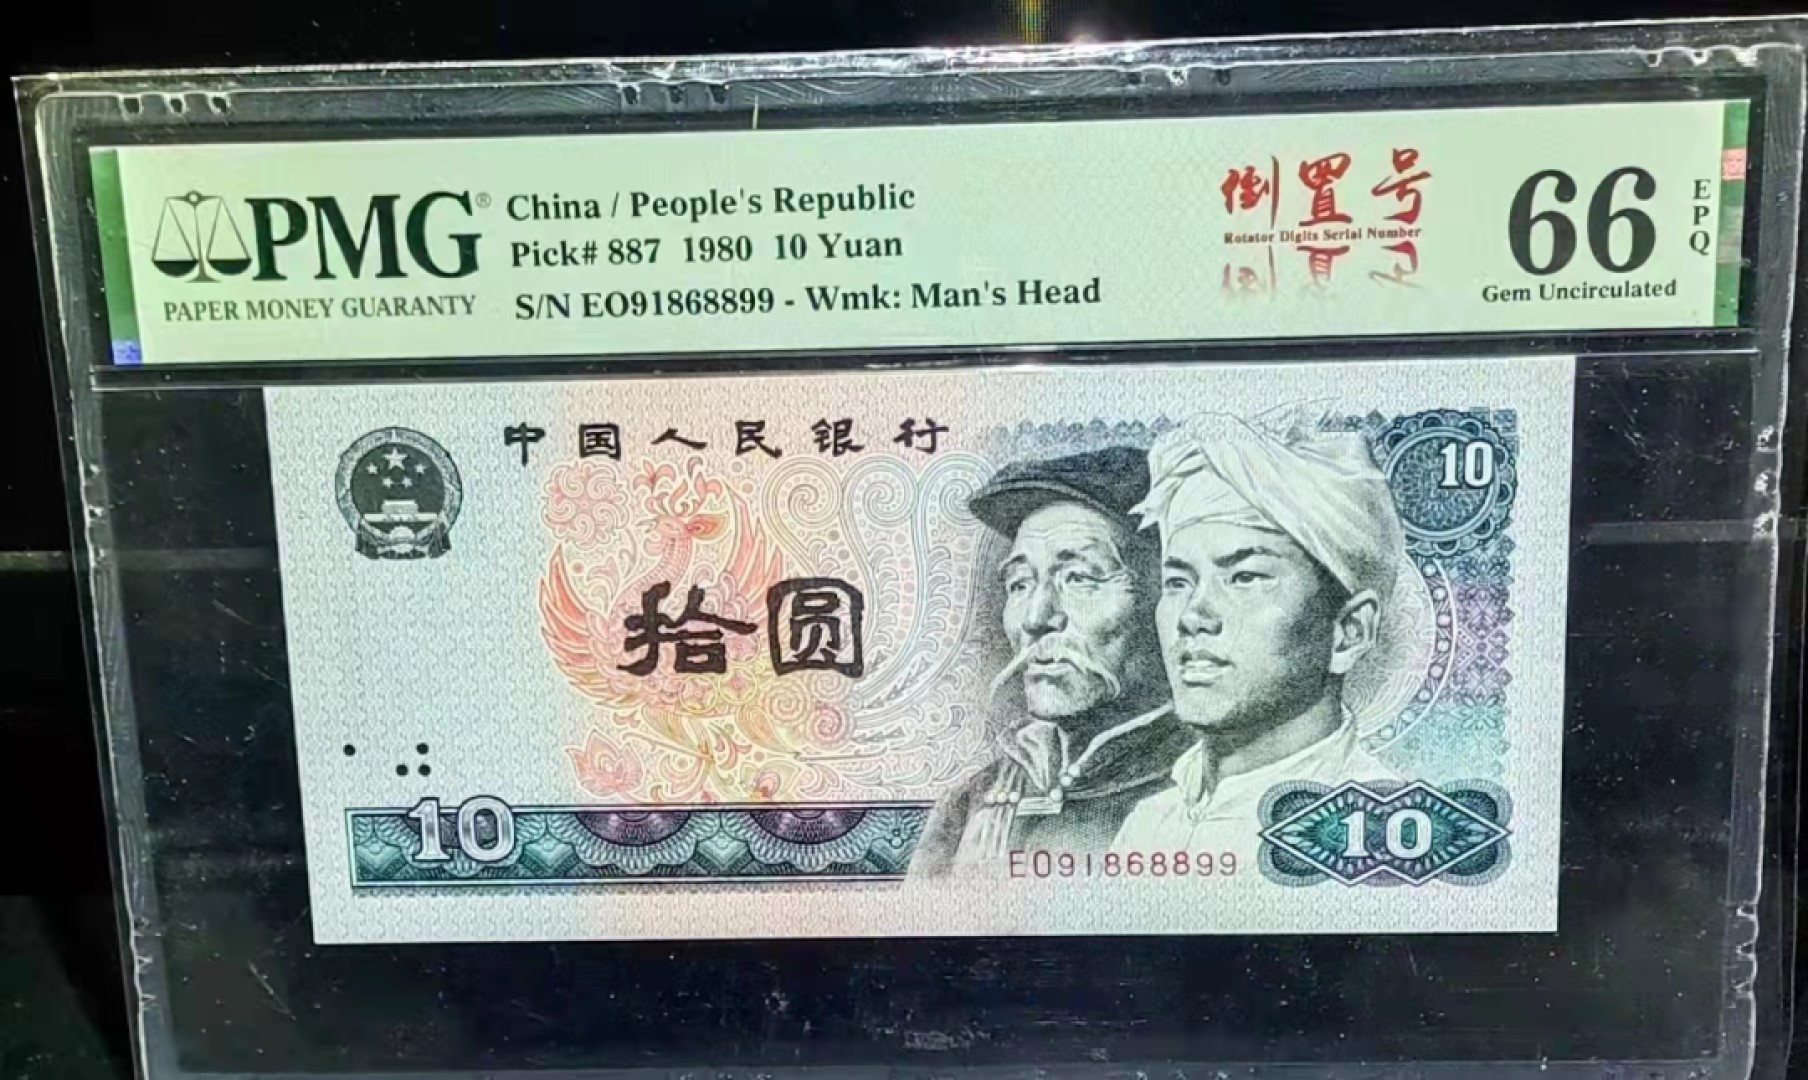 PMG®
PAPER MONEY GUARANTY
China / People's Republic
Pick# 887 1980 10 Yuan
S/N EO91868899 - Wmk: Man's Head
倒置号
Rotator Digits Serial Number
66
EPQ
Gem Uncirculated
中国人民银行
10
拾圆
10
EO91868899
10